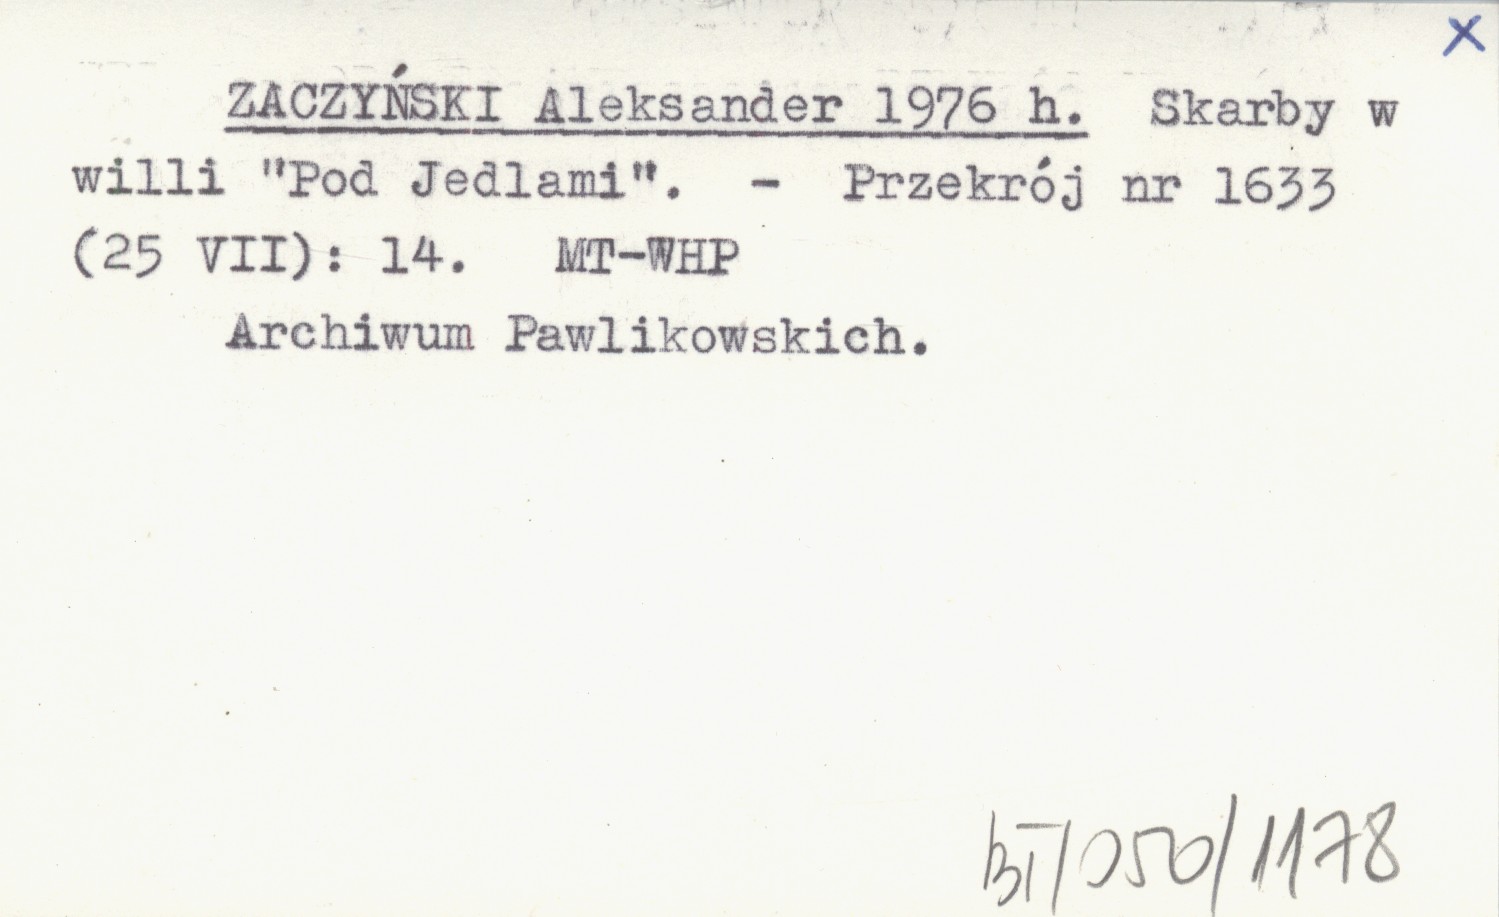 X
ZACZYŃSKI Aleksander 1976 h. Skarby w
willi "Pod Jedlami". - Przekrój nr 1633
(25 VII): 14. MT-WHP
Archiwum Pawlikowskich.
BT/050/1178